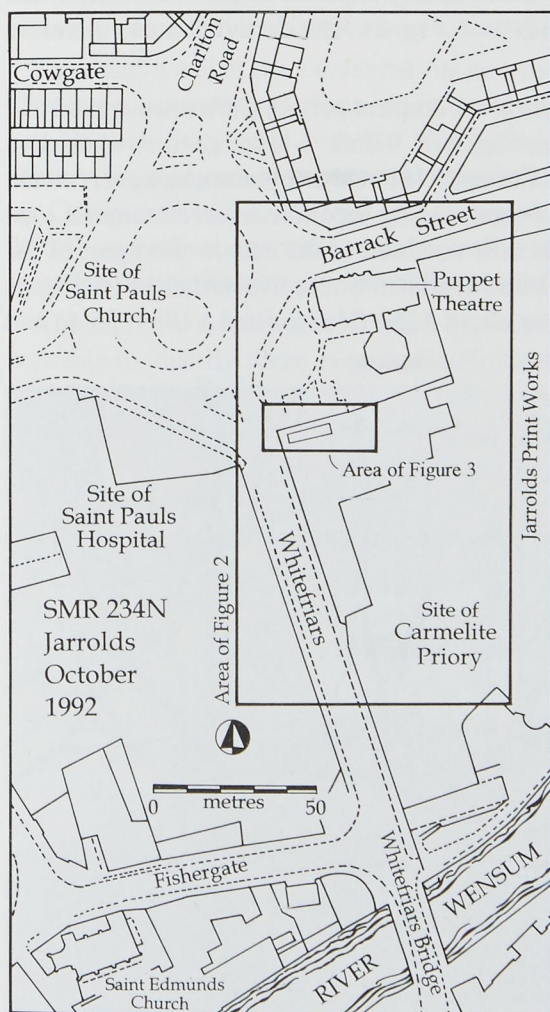 Cowgate
Charlton
Road
Barrack Street
Site of
Saint Pauls
Church
Puppet
Theatre
Jarrolds Print Works
Area of Figure 3
Site of
Saint Pauls
Hospital
Whitefriars
Area of Figure 2
SMR 234N
Jarrolds
October
1992
Site of
Carmelite
Priory
0 metres 50
Fishergate
Whitefriars Bridge
RIVER WENSUM
Saint Edmunds
Church